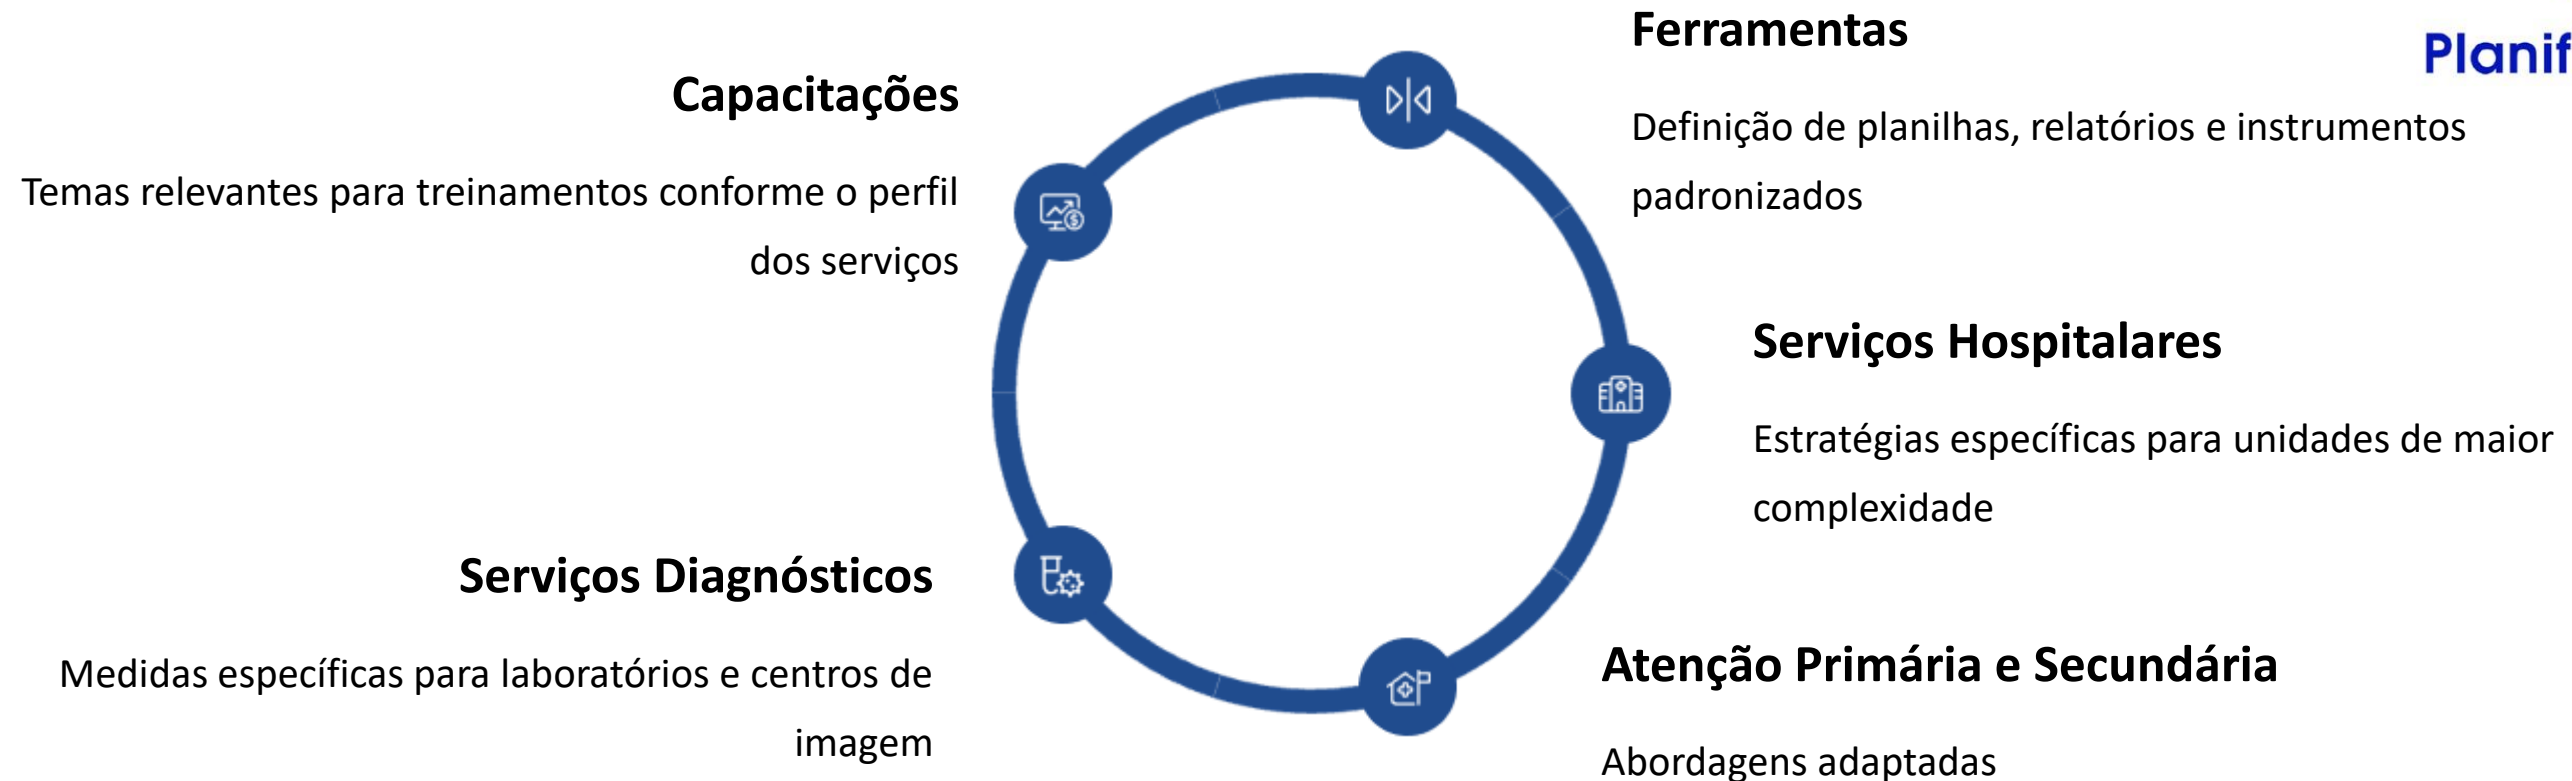 Ferramentas
Planif
Definição de planilhas, relatórios e instrumentos
padronizados
Capacitações
Temas relevantes para treinamentos conforme o perfil
dos serviços
Serviços Hospitalares
Estratégias específicas para unidades de maior
complexidade
Serviços Diagnósticos
Medidas específicas para laboratórios e centros de
imagem
Atenção Primária e Secundária
Abordagens adaptadas